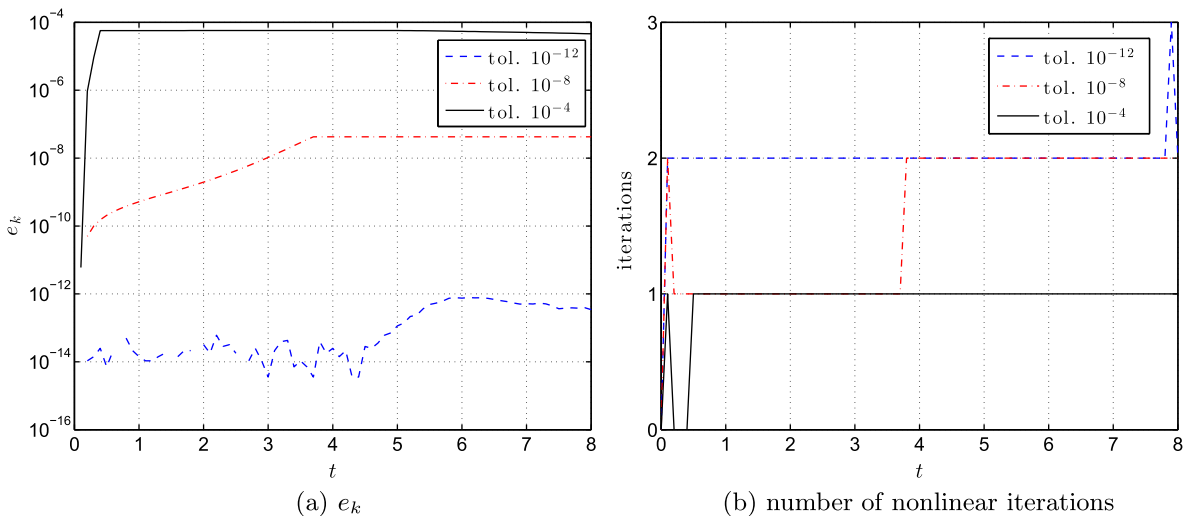 10⁻⁴
10⁻⁶
10⁻⁸
10⁻¹⁰
10⁻¹²
10⁻¹⁴
10⁻¹⁶
eₖ
0 1 2 3 4 5 6 7 8
t
tol. 10⁻¹²
tol. 10⁻⁸
tol. 10⁻⁴
(a) eₖ
3
2
1
0
iterations
0 1 2 3 4 5 6 7 8
t
tol. 10⁻¹²
tol. 10⁻⁸
tol. 10⁻⁴
(b) number of nonlinear iterations